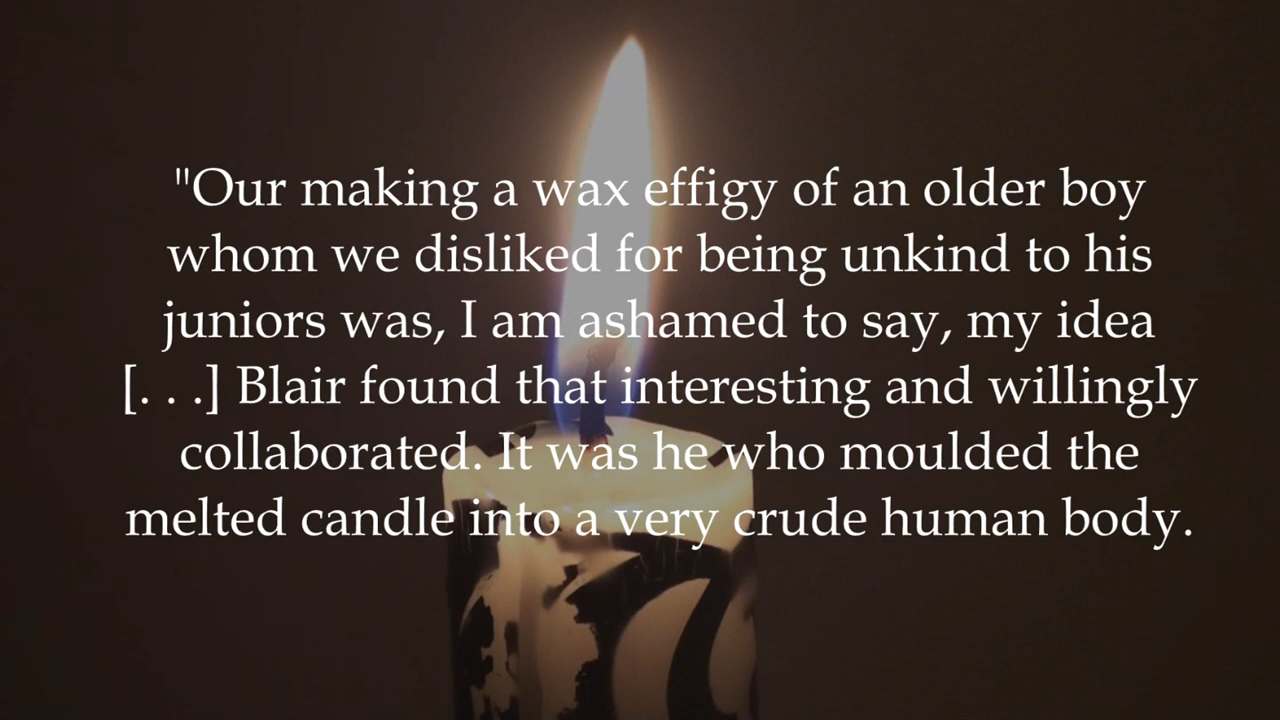 "Our making a wax effigy of an older boy
whom we disliked for being unkind to his
juniors was, I am ashamed to say, my idea
[. . .] Blair found that interesting and willingly
collaborated. It was he who moulded the
melted candle into a very crude human body.